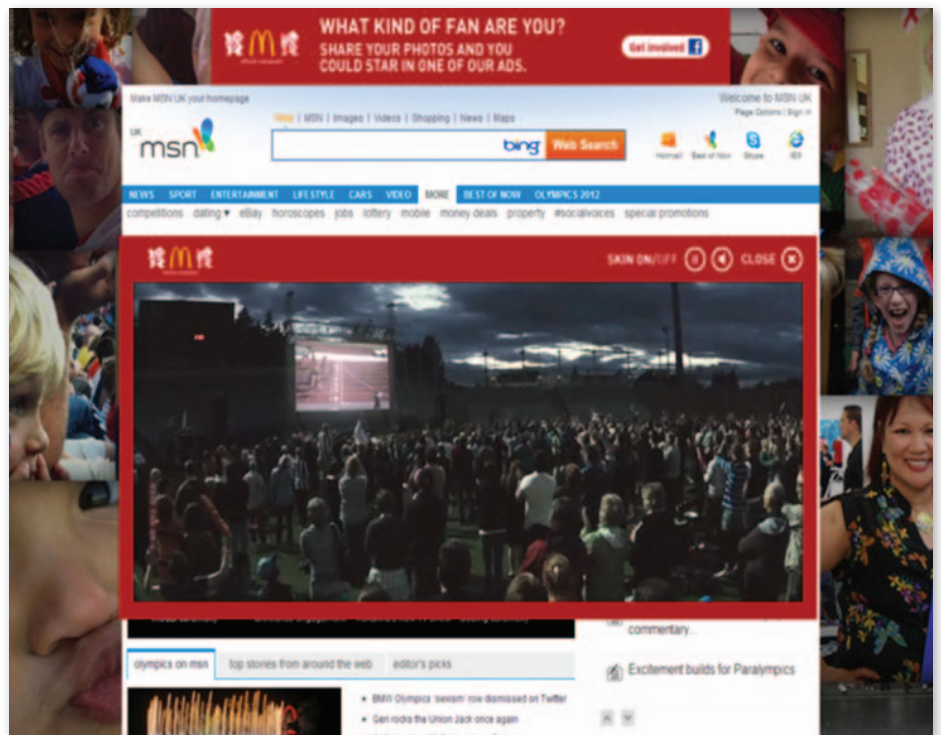 WHAT KIND OF FAN ARE YOU?
SHARE YOUR PHOTOS AND YOU
COULD STAR IN ONE OF OUR ADS.
Get involved f
Make MSN UK your homepage
Welcome to MSN UK
Page Options | Sign in
| MSN | Images | Videos | Shopping | News | Maps
UK
msn
bing Web Search
Hotmail Best of Now Skype IE9
NEWS SPORT ENTERTAINMENT LIFESTYLE CARS VIDEO MORE BEST OF NOW OLYMPICS 2012
competitions dating eBay horoscopes jobs lottery mobile money deals property #socialvoices special promotions
SKIN ON/OFF CLOSE
commentary...
olympics on msn top stories from around the web editor's picks
Excitement builds for Paralympics
BMW Olympics 'sexism' row dismissed on Twitter
Geri rocks the Union Jack once again